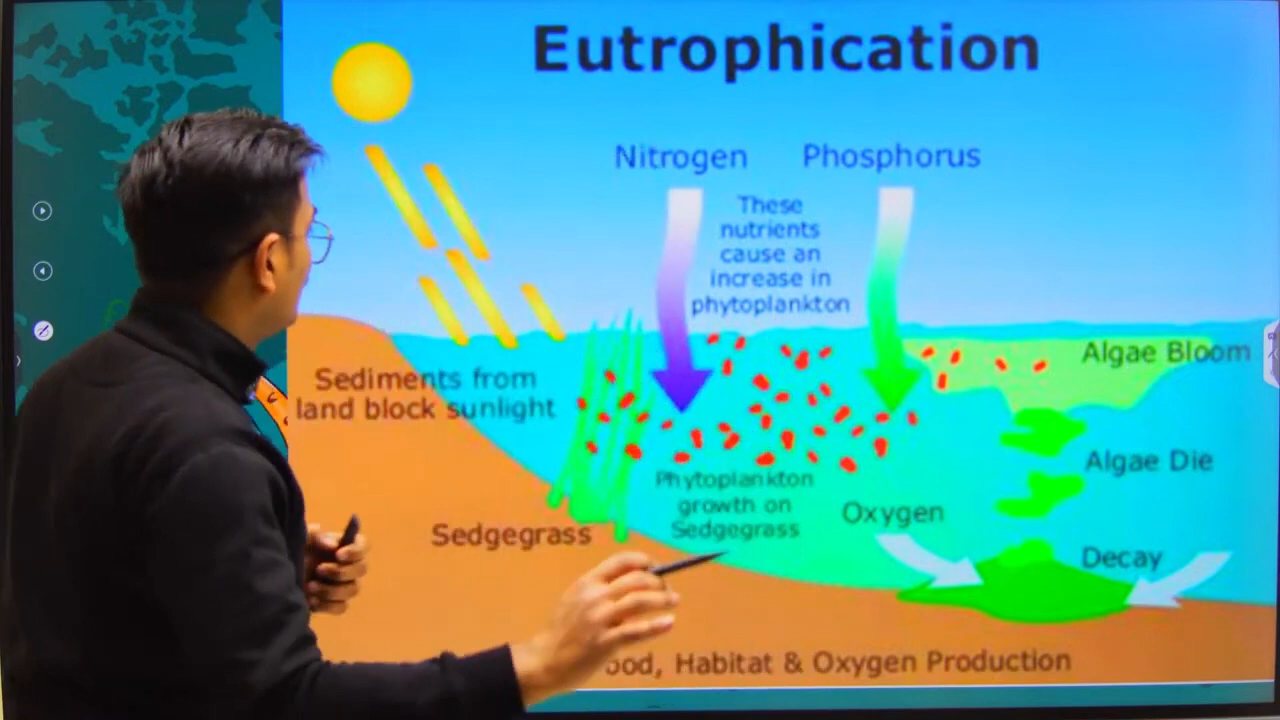 Eutrophication
Nitrogen
Phosphorus
These
nutrients
cause an
increase in
phytoplankton
Sediments from
land block sunlight
Algae Bloom
Algae Die
Phytoplankton
growth on
Sedgegrass
Oxygen
Sedgegrass
Decay
Habitat & Oxygen Production